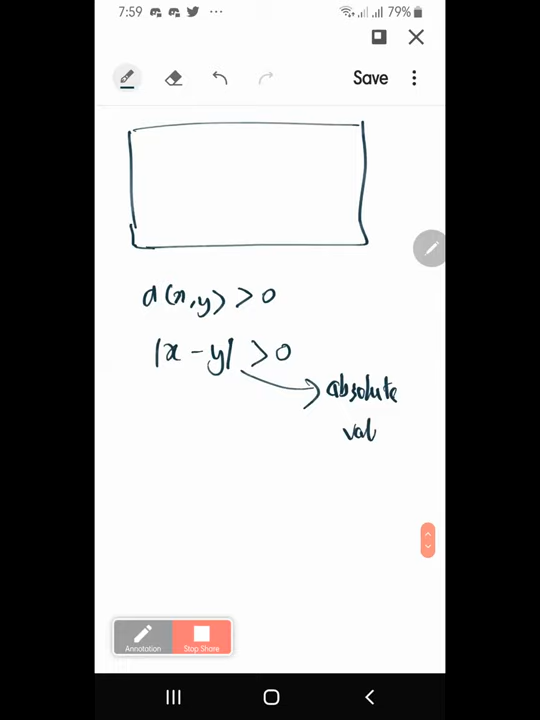 7:59
79%
Save
d(x,y) > 0
|x - y| > 0
absolute
val
Annotation
Stop Share